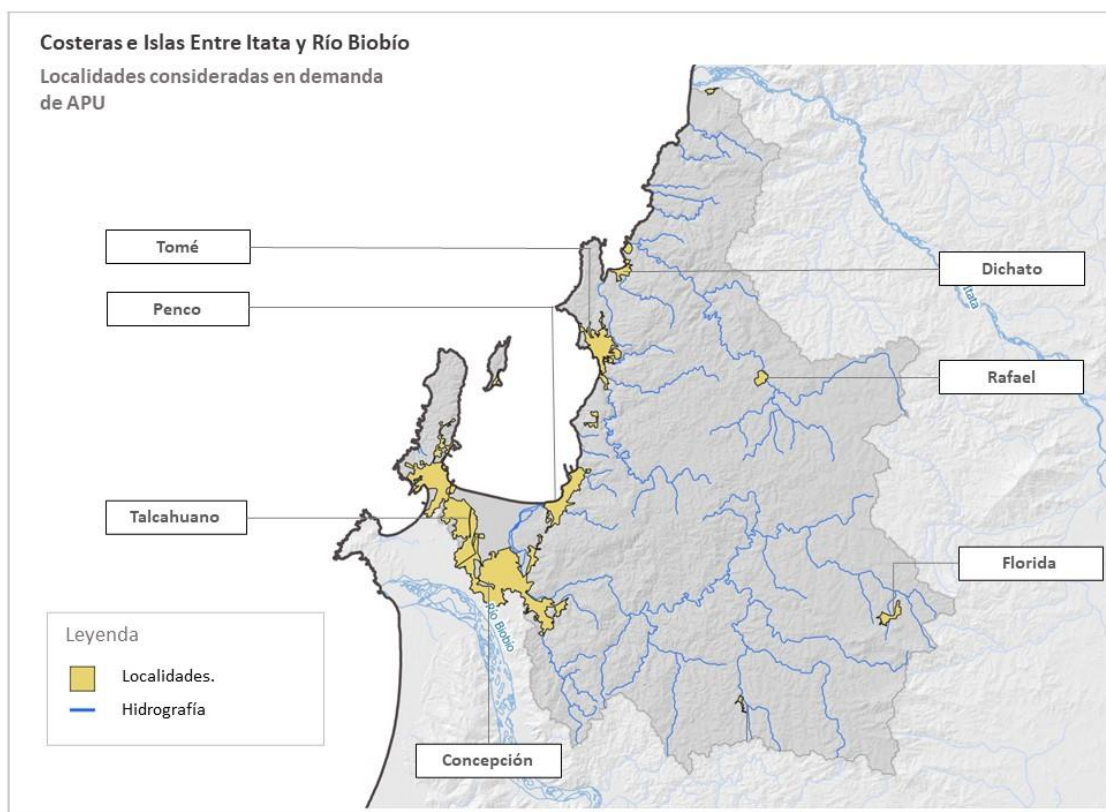 Costeras e Islas Entre Itata y Río Biobío
Localidades consideradas en demanda
de APU
Tomé
Dichato
Itata
Penco
Rafael
Talcahuano
Florida
Río Biobío
Leyenda
Localidades.
Hidrografía
Concepción